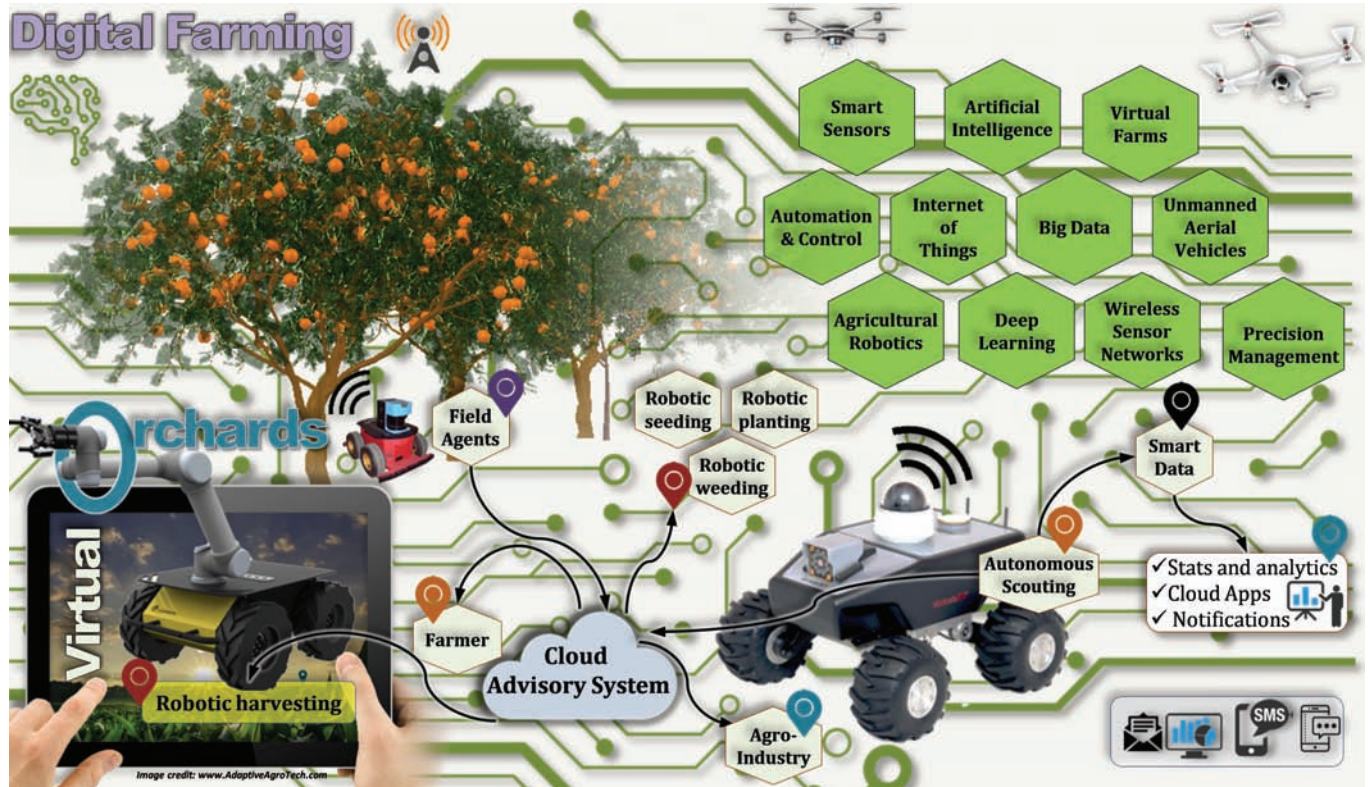 Digital Farming
Smart
Sensors
Artificial
Intelligence
Virtual
Farms
Automation
& Control
Internet
of
Things
Big Data
Unmanned
Aerial
Vehicles
Agricultural
Robotics
Deep
Learning
Wireless
Sensor
Networks
Precision
Management
Field
Agents
Robotic
seeding
Robotic
planting
Robotic
weeding
Smart
Data
rchards
Virtual
Autonomous
Scouting
✓Stats and analytics
✓Cloud Apps
✓ Notifications
Farmer
Cloud
Advisory System
Robotic harvesting
Agro-
Industry
SMS
Image credit: www.AdaptiveAgroTech.com